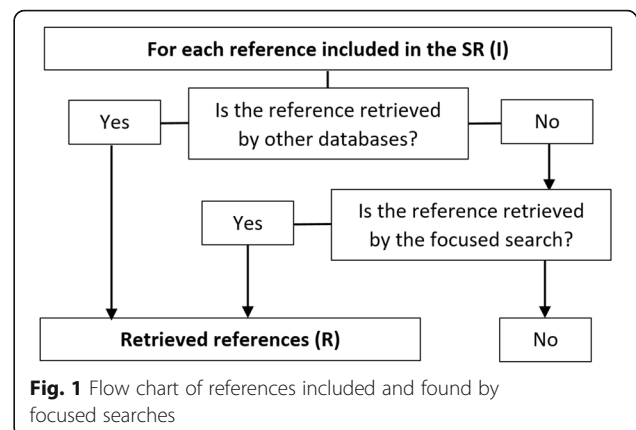 For each reference included in the SR (I)
Is the reference retrieved
by other databases?
Yes
No
Is the reference retrieved
by the focused search?
Yes
Retrieved references (R)
No
Fig. 1 Flow chart of references included and found by
focused searches